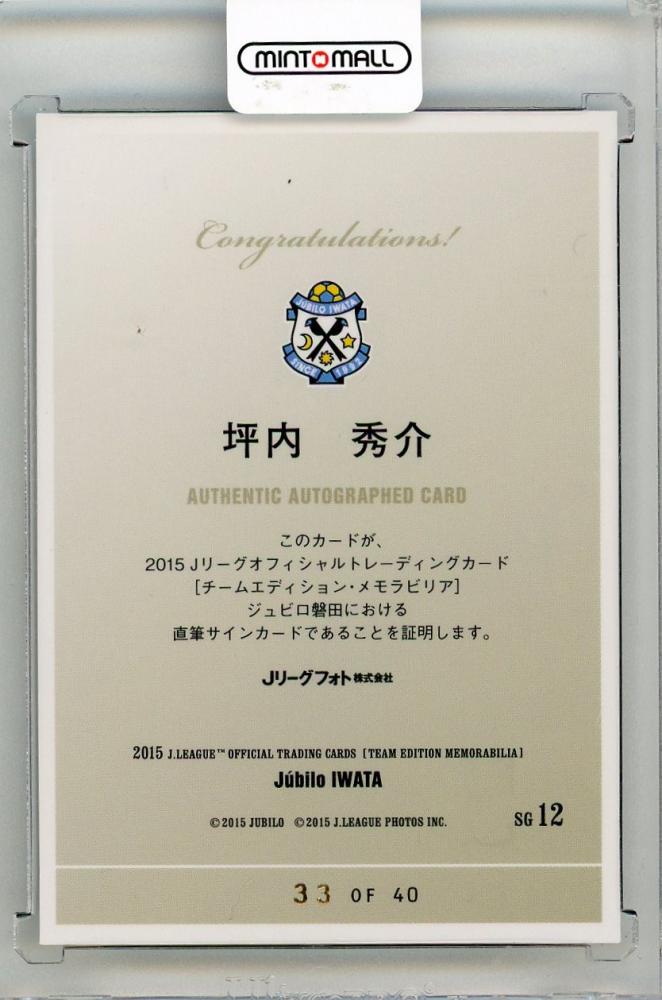 MINTOMALL
Congratulations!
JÚBILO IWATA
SINCE 1992
坪内　秀介
AUTHENTIC AUTOGRAPHED CARD
このカードが、
2015 Jリーグオフィシャルトレーディングカード
[チームエディション・メモラビリア]
ジュビロ磐田における
直筆サインカードであることを証明します。
Jリーグフォト株式会社
2015 J.LEAGUE™ OFFICIAL TRADING CARDS [TEAM EDITION MEMORABILIA]
Júbilo IWATA
©2015 JUBILO ©2015 J.LEAGUE PHOTOS INC.
SG 12
33 OF 40